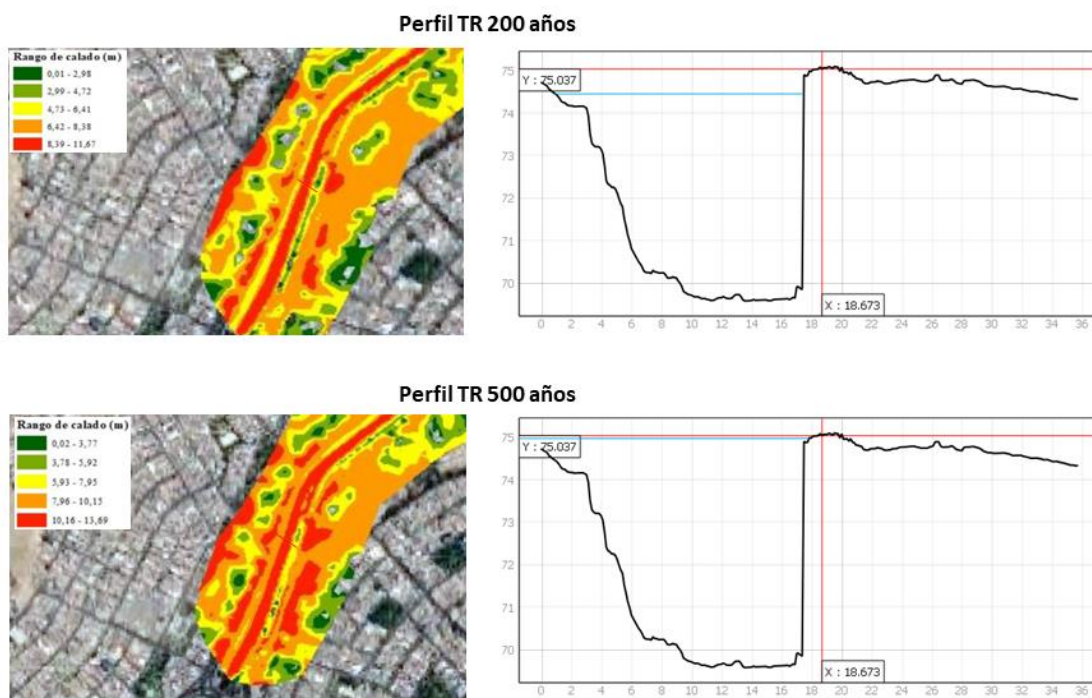 Perfil TR 200 años
Rango de calado (m)
0,01 - 2,98
2,99 - 4,72
4,73 - 6,41
6,42 - 8,38
8,39 - 11,67
75
74
73
72
71
70
Y : 75.037
X : 18.673
0 2 4 6 8 10 12 14 16 18 20 22 24 26 28 30 32 34 36
Perfil TR 500 años
Rango de calado (m)
0,02 - 3,77
3,78 - 5,92
5,93 - 7,95
7,96 - 10,15
10,16 - 13,69
75
74
73
72
71
70
Y : 75.037
X : 18.673
0 2 4 6 8 10 12 14 16 18 20 22 24 26 28 30 32 34 36